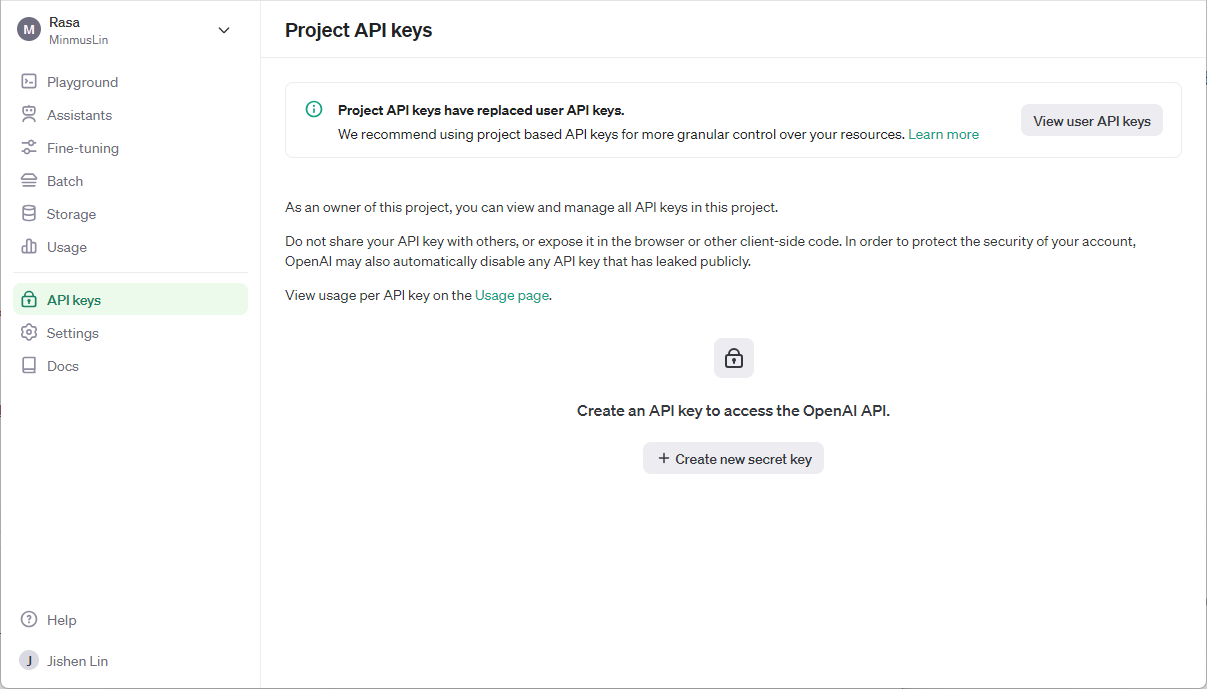 M
Rasa
MinmusLin
Playground
Assistants
Fine-tuning
Batch
Storage
Usage
API keys
Settings
Docs
Help
J
Jishen Lin
Project API keys
Project API keys have replaced user API keys.
We recommend using project based API keys for more granular control over your resources. Learn more
View user API keys
As an owner of this project, you can view and manage all API keys in this project.
Do not share your API key with others, or expose it in the browser or other client-side code. In order to protect the security of your account,
OpenAI may also automatically disable any API key that has leaked publicly.
View usage per API key on the Usage page.
Create an API key to access the OpenAI API.
+ Create new secret key